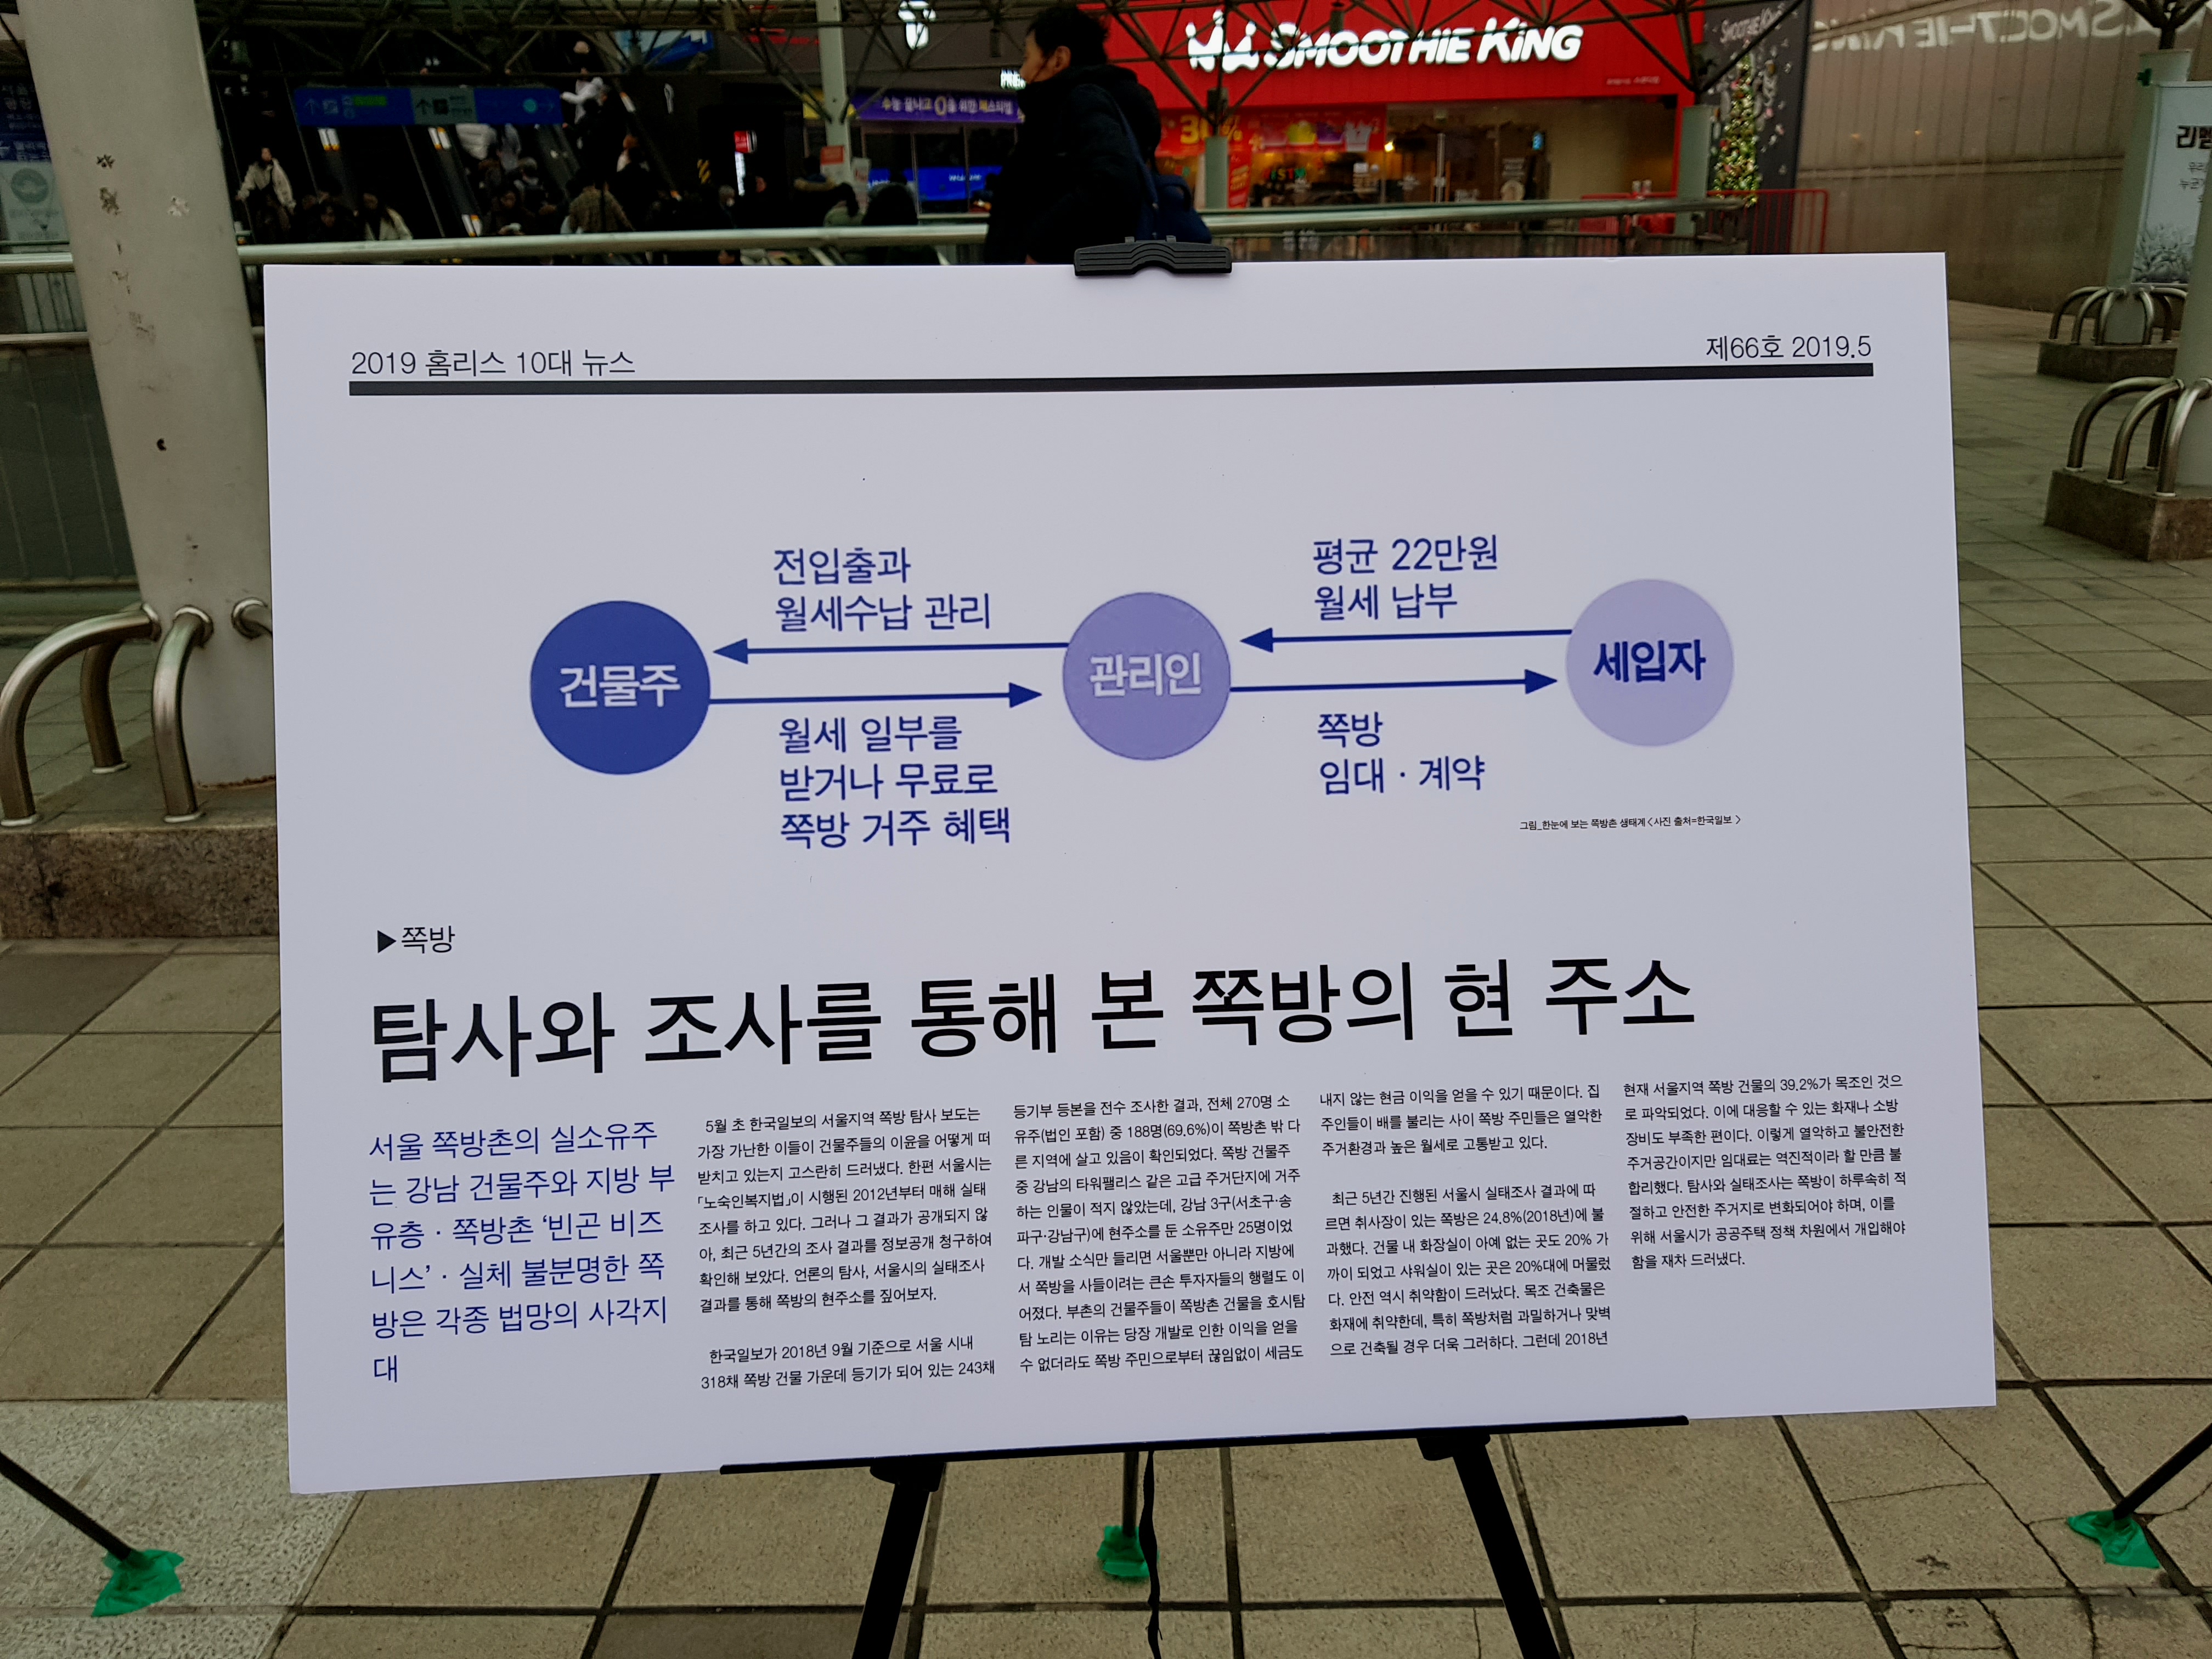 SMOOTHIE KING
수능 끝나고
2019 홈리스 10대 뉴스
제66호 2019.5
전입출과
월세수납 관리
평균 22만원
월세 납부
건물주
관리인
세입자
월세 일부를
받거나 무료로
쪽방 거주 혜택
쪽방
임대 · 계약
그림_한눈에 보는 쪽방촌 생태계 <사진 출처=한국일보 >
▶쪽방
탐사와 조사를 통해 본 쪽방의 현 주소
서울 쪽방촌의 실소유주
는 강남 건물주와 지방 부
유층 · 쪽방촌 ‘빈곤 비즈
니스’ · 실체 불분명한 쪽
방은 각종 법망의 사각지
대
5월 초 한국일보의 서울지역 쪽방 탐사 보도는
가장 가난한 이들이 건물주들의 이윤을 어떻게 떠
받치고 있는지 고스란히 드러냈다. 한편 서울시는
「노숙인복지법」이 시행된 2012년부터 매해 실태
조사를 하고 있다. 그러나 그 결과가 공개되지 않
아, 최근 5년간의 조사 결과를 정보공개 청구하여
확인해 보았다. 언론의 탐사, 서울시의 실태조사
결과를 통해 쪽방의 현주소를 짚어보자.
한국일보가 2018년 9월 기준으로 서울 시내
318채 쪽방 건물 가운데 등기가 되어 있는 243채
등기부 등본을 전수 조사한 결과, 전체 270명 소
유주(법인 포함) 중 188명(69.6%)이 쪽방촌 밖 다
른 지역에 살고 있음이 확인되었다. 쪽방 건물주
중 강남의 타워팰리스 같은 고급 주거단지에 거주
하는 인물이 적지 않았는데, 강남 3구(서초구·송
파구·강남구)에 현주소를 둔 소유주만 25명이었
다. 개발 소식만 들리면 서울뿐만 아니라 지방에
서 쪽방을 사들이려는 큰손 투자자들의 행렬도 이
어졌다. 부촌의 건물주들이 쪽방촌 건물을 호시탐
탐 노리는 이유는 당장 개발로 인한 이익을 얻을
수 없더라도 쪽방 주민으로부터 끊임없이 세금도
내지 않는 현금 이익을 얻을 수 있기 때문이다. 집
주인들이 배를 불리는 사이 쪽방 주민들은 열악한
주거환경과 높은 월세로 고통받고 있다.
최근 5년간 진행된 서울시 실태조사 결과에 따
르면 취사장이 있는 쪽방은 24.8%(2018년)에 불
과했다. 건물 내 화장실이 아예 없는 곳도 20% 가
까이 되었고 샤워실이 있는 곳은 20%대에 머물렀
다. 안전 역시 취약함이 드러났다. 목조 건축물은
화재에 취약한데, 특히 쪽방처럼 과밀하거나 맞벽
으로 건축될 경우 더욱 그러하다. 그런데 2018년
현재 서울지역 쪽방 건물의 39.2%가 목조인 것으
로 파악되었다. 이에 대응할 수 있는 화재나 소방
장비도 부족한 편이다. 이렇게 열악하고 불안전한
주거공간이지만 임대료는 역진적이라 할 만큼 불
합리했다. 탐사와 실태조사는 쪽방이 하루속히 적
절하고 안전한 주거지로 변화되어야 하며, 이를
위해 서울시가 공공주택 정책 차원에서 개입해야
함을 재차 드러냈다.